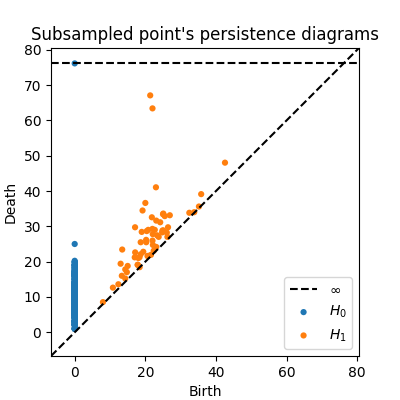 Subsampled point's persistence diagrams
80
70
60
50
40
30
20
10
0
Death
0 20 40 60 80
Birth
∞
H₀
H₁